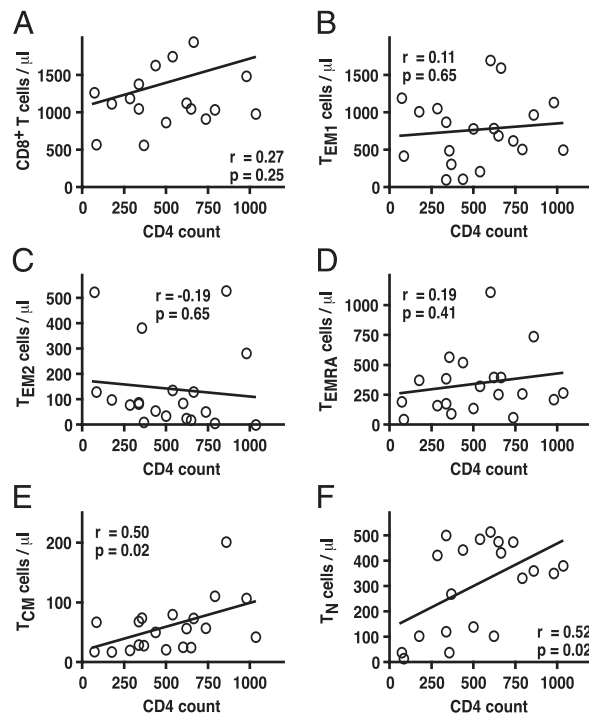 A
CD8+ T cells / µl
1500
1000
500
0
r = 0.27
p = 0.25
0 250 500 750 1000
CD4 count
B
TEM1 cells / µl
1500
1000
500
0
r = 0.11
p = 0.65
0 250 500 750 1000
CD4 count
C
TEM2 cells / µl
500
400
300
200
100
0
r = -0.19
p = 0.65
0 250 500 750 1000
CD4 count
D
TEMRA cells / µl
1000
750
500
250
0
r = 0.19
p = 0.41
0 250 500 750 1000
CD4 count
E
TCM cells / µl
200
100
0
r = 0.50
p = 0.02
0 250 500 750 1000
CD4 count
F
TN cells / µl
500
400
300
200
100
0
r = 0.52
p = 0.02
0 250 500 750 1000
CD4 count